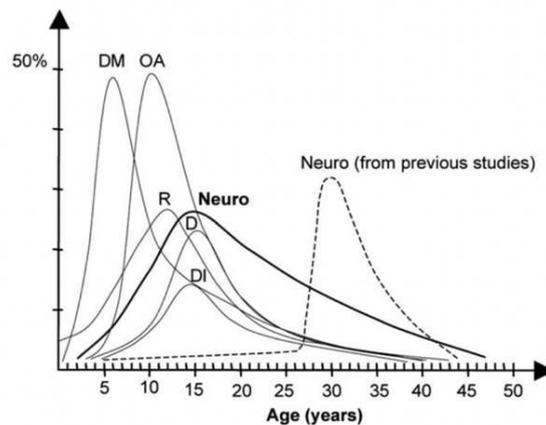 50%
DM OA
Neuro (from previous studies)
R Neuro
D
DI
5 10 15 20 25 30 35 40 45 50
Age (years)